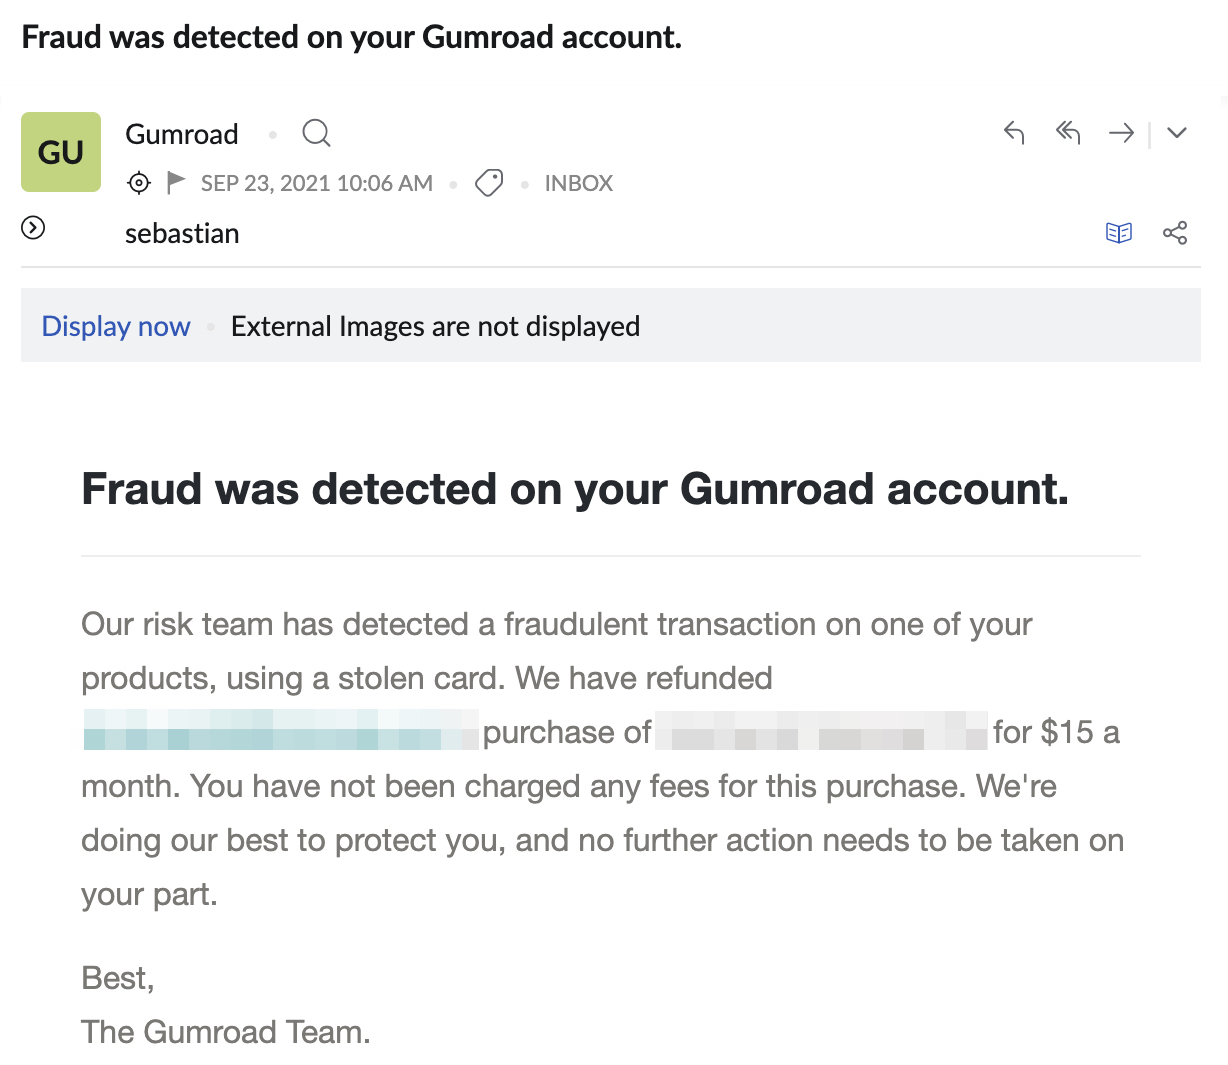 Fraud was detected on your Gumroad account.
GU
Gumroad
SEP 23, 2021 10:06 AM
INBOX
sebastian
Display now
External Images are not displayed
Fraud was detected on your Gumroad account.
Our risk team has detected a fraudulent transaction on one of your
products, using a stolen card. We have refunded
purchase of for $15 a
month. You have not been charged any fees for this purchase. We're
doing our best to protect you, and no further action needs to be taken on
your part.
Best,
The Gumroad Team.